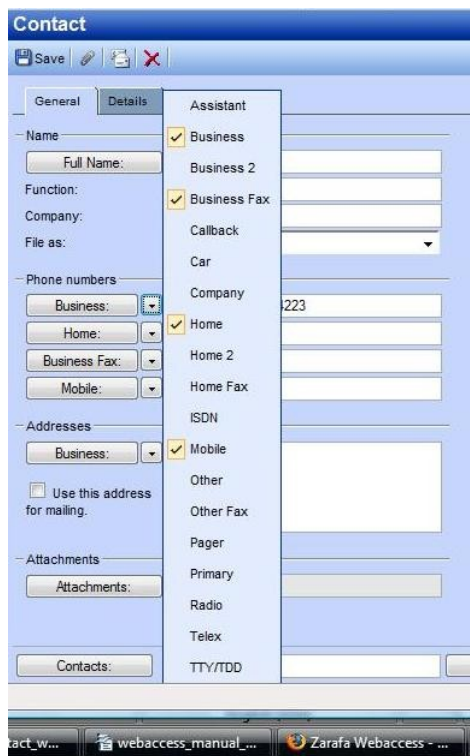 Contact
Save
General Details
Name
Full Name:
Function:
Company:
File as:
Phone numbers
Business:
4223
Home:
Business Fax:
Mobile:
Addresses
Business:
Use this address
for mailing.
Attachments
Attachments:
Contacts:
Assistant
Business
Business 2
Business Fax
Callback
Car
Company
Home
Home 2
Home Fax
ISDN
Mobile
Other
Other Fax
Pager
Primary
Radio
Telex
TTY/TDD
tact_w...
webaccess_manual_...
Zarafa Webaccess - ...